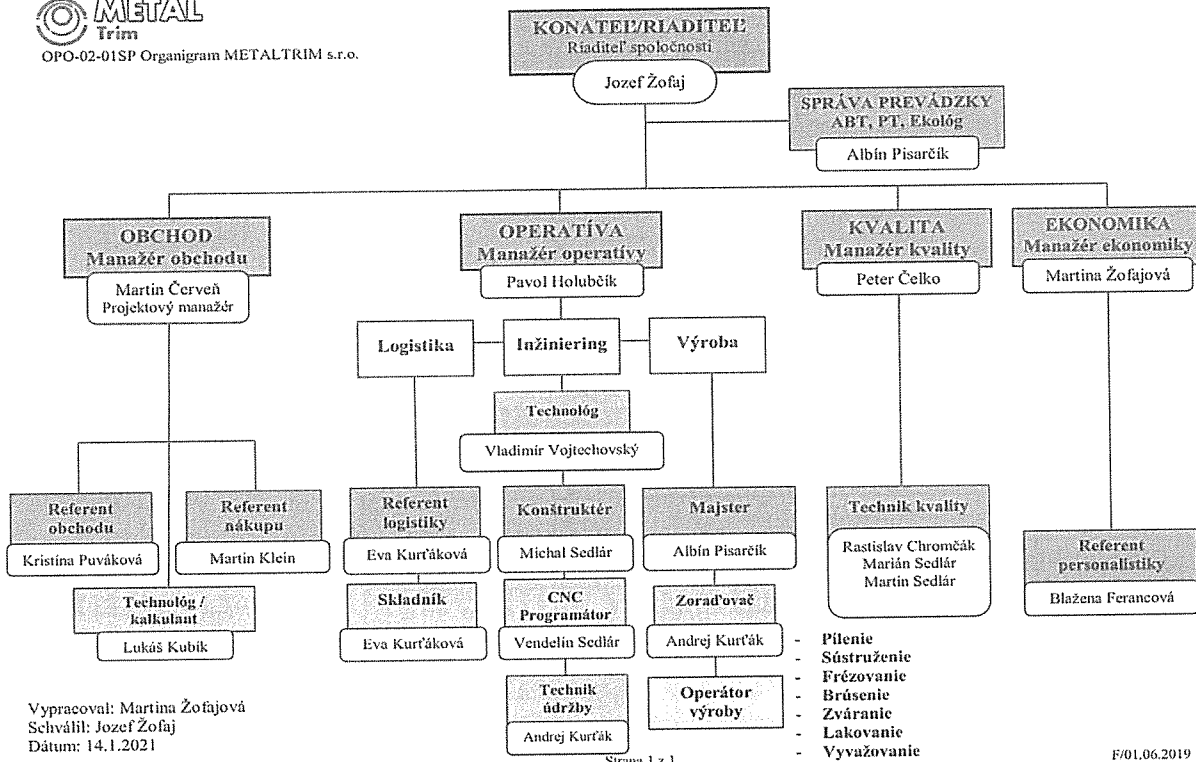 METAL
Trim
OPO-02-01SP Organigram METALTRIM s.r.o.
KONATEĽ/RIADITEĽ
Riaditeľ spoločnosti
Jozef Žofaj
SPRÁVA PREVÁDZKY
ABT, PT, Ekológ
Albín Pisarčík
OBCHOD
Manažér obchodu
Martin Červeň
Projektový manažér
OPERATÍVA
Manažér operatívy
Pavol Holubčík
KVALITA
Manažér kvality
Peter Čelko
EKONOMIKA
Manažér ekonomiky
Martina Žofajová
Logistika
Inžiniering
Výroba
Technológ
Vladimír Vojtechovský
Referent
obchodu
Kristína Puváková
Referent
nákupu
Martin Klein
Technológ /
kalkulant
Lukáš Kubík
Referent
logistiky
Eva Kurťáková
Skladník
Eva Kurťáková
Konštruktér
Michal Sedlár
CNC
Programátor
Vendelín Sedlár
Technik
údržby
Andrej Kurťák
Majster
Albín Pisarčík
Zoraďovač
Andrej Kurťák
Operátor
výroby
- Pílenie
- Sústruženie
- Frézovanie
- Brúsenie
- Zváranie
- Lakovanie
- Vyvažovanie
Technik kvality
Rastislav Chromčák
Marián Sedlár
Martin Sedlár
Referent
personalistiky
Blažena Ferancová
Vypracoval: Martina Žofajová
Schválil: Jozef Žofaj
Dátum: 14.1.2021
Strana 1 z 1
F/01.06.2019